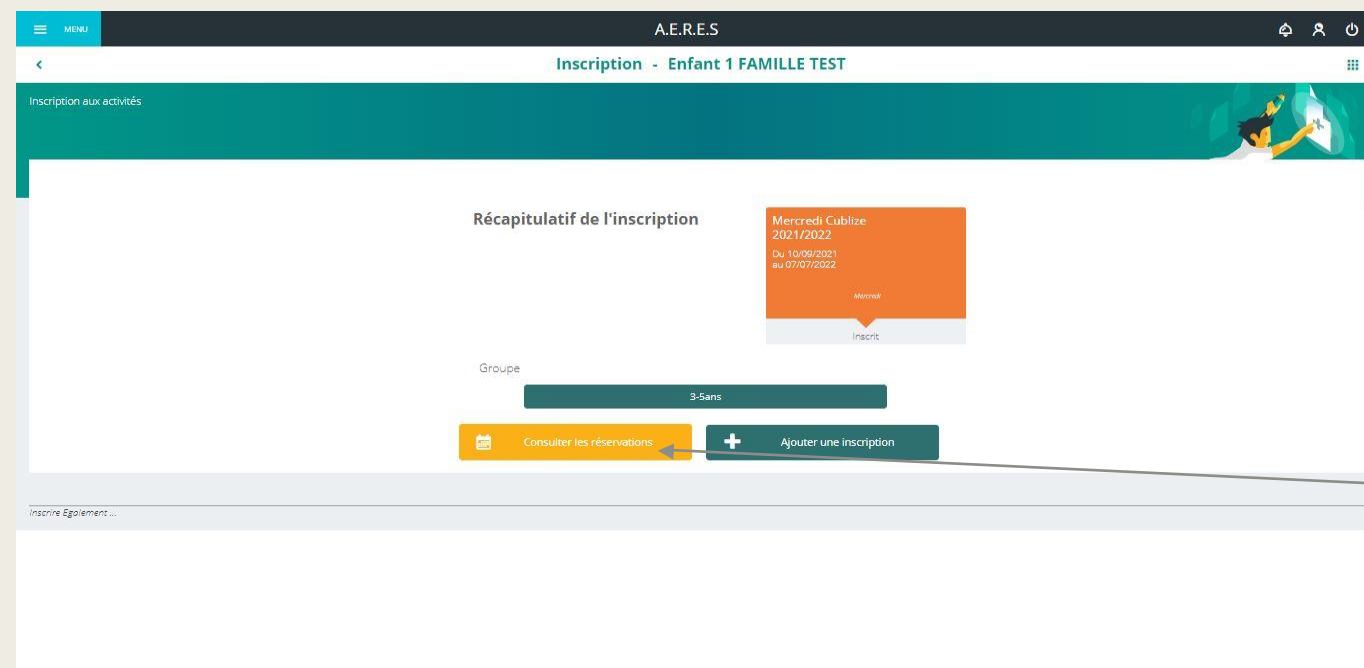 MENU
A.E.R.E.S
Inscription - Enfant 1 FAMILLE TEST
Inscription aux activités
Récapitulatif de l'inscription
Mercredi Cublize
2021/2022
Du 10/09/2021
au 07/07/2022
Mercredi
Inscrit
Groupe
3-5ans
Consulter les réservations
Ajouter une inscription
Inscrire Egalement ...